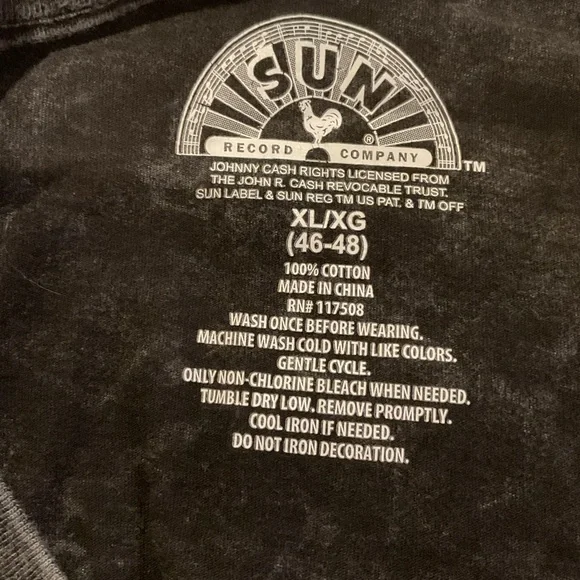 SUN
RECORD COMPANY
®
TM
JOHNNY CASH RIGHTS LICENSED FROM
THE JOHN R. CASH REVOCABLE TRUST.
SUN LABEL & SUN REG TM US PAT. & TM OFF
XL/XG
(46-48)
100% COTTON
MADE IN CHINA
RN# 117508
WASH ONCE BEFORE WEARING.
MACHINE WASH COLD WITH LIKE COLORS.
GENTLE CYCLE.
ONLY NON-CHLORINE BLEACH WHEN NEEDED.
TUMBLE DRY LOW. REMOVE PROMPTLY.
COOL IRON IF NEEDED.
DO NOT IRON DECORATION.